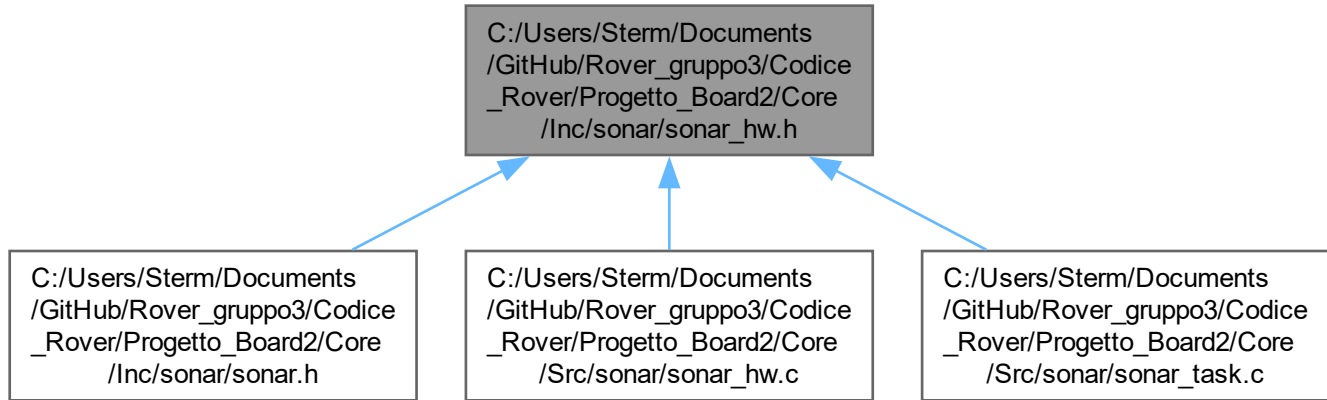 C:/Users/Sterm/Documents
/GitHub/Rover_gruppo3/Codice
_Rover/Progetto_Board2/Core
/Inc/sonar/sonar_hw.h
C:/Users/Sterm/Documents
/GitHub/Rover_gruppo3/Codice
_Rover/Progetto_Board2/Core
/Inc/sonar/sonar.h
C:/Users/Sterm/Documents
/GitHub/Rover_gruppo3/Codice
_Rover/Progetto_Board2/Core
/Src/sonar/sonar_hw.c
C:/Users/Sterm/Documents
/GitHub/Rover_gruppo3/Codice
_Rover/Progetto_Board2/Core
/Src/sonar/sonar_task.c